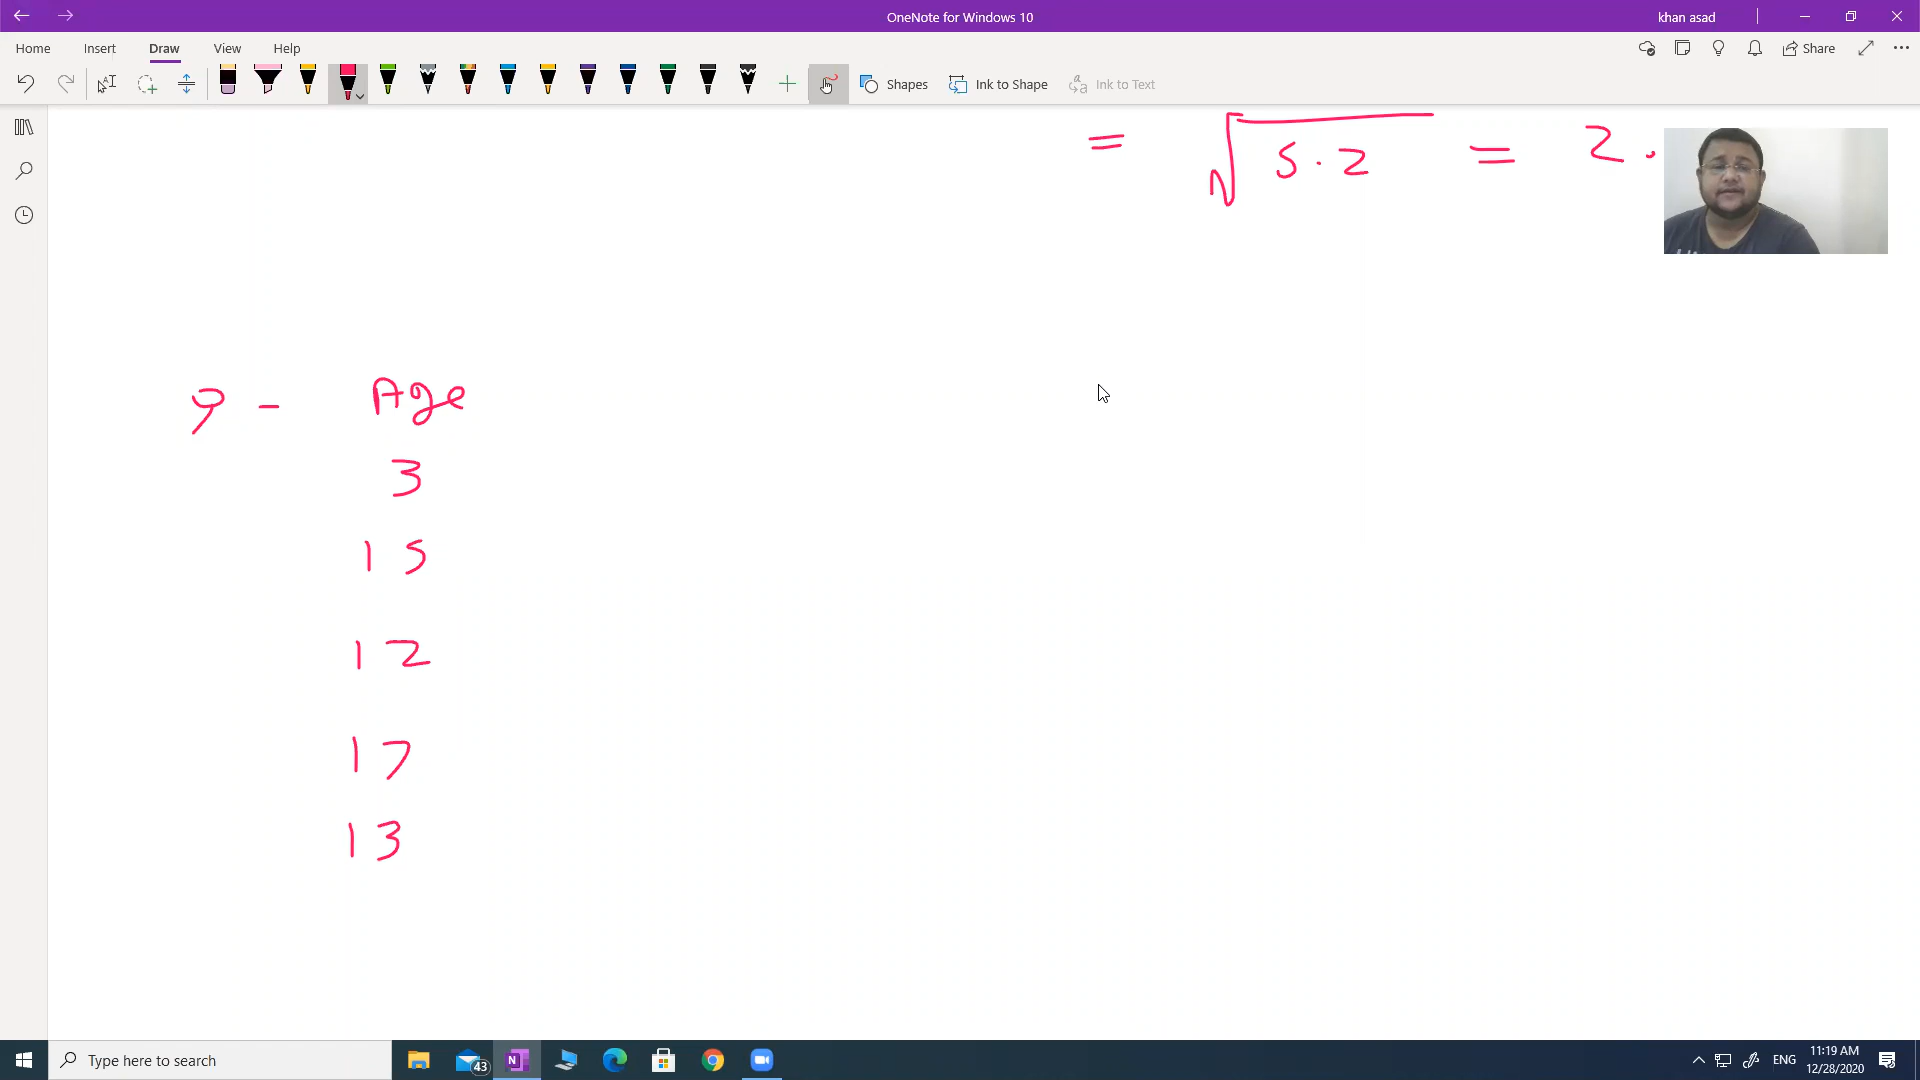 OneNote for Windows 10
khan asad
Home Insert Draw View Help
Share
Shapes
Ink to Shape
Ink to Text
= √5.2 = 2.
Age
3
15
12
17
13
Type here to search
43
N
ENG
11:19 AM
12/28/2020